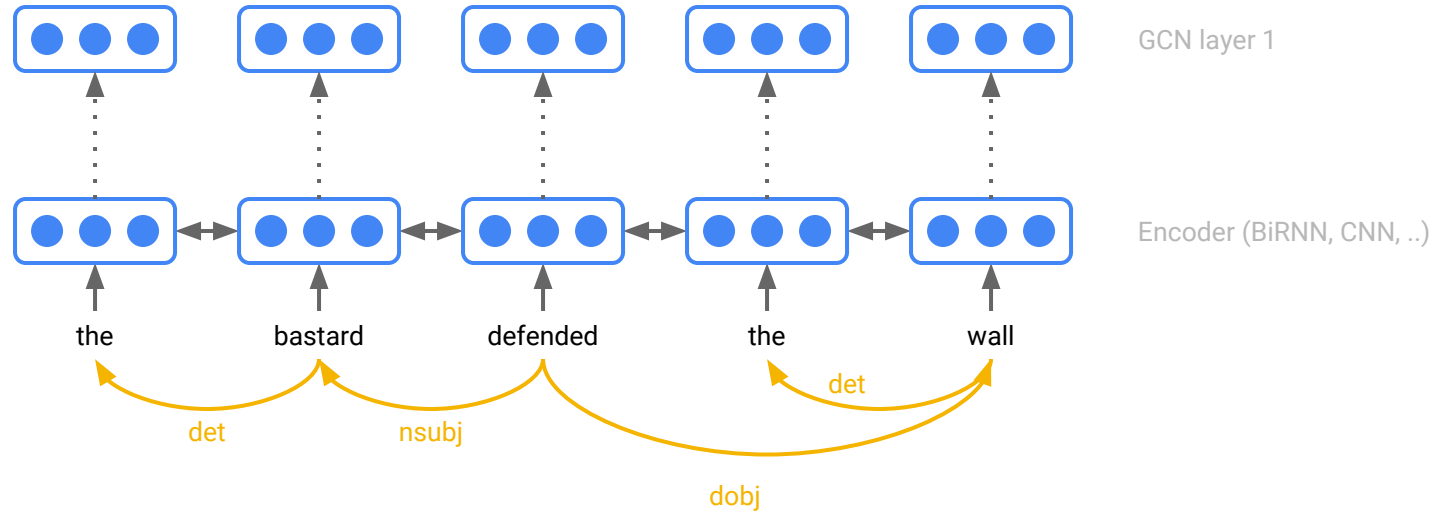 GCN layer 1
Encoder (BiRNN, CNN, ..)
the bastard defended the wall
det
det nsubj
dobj